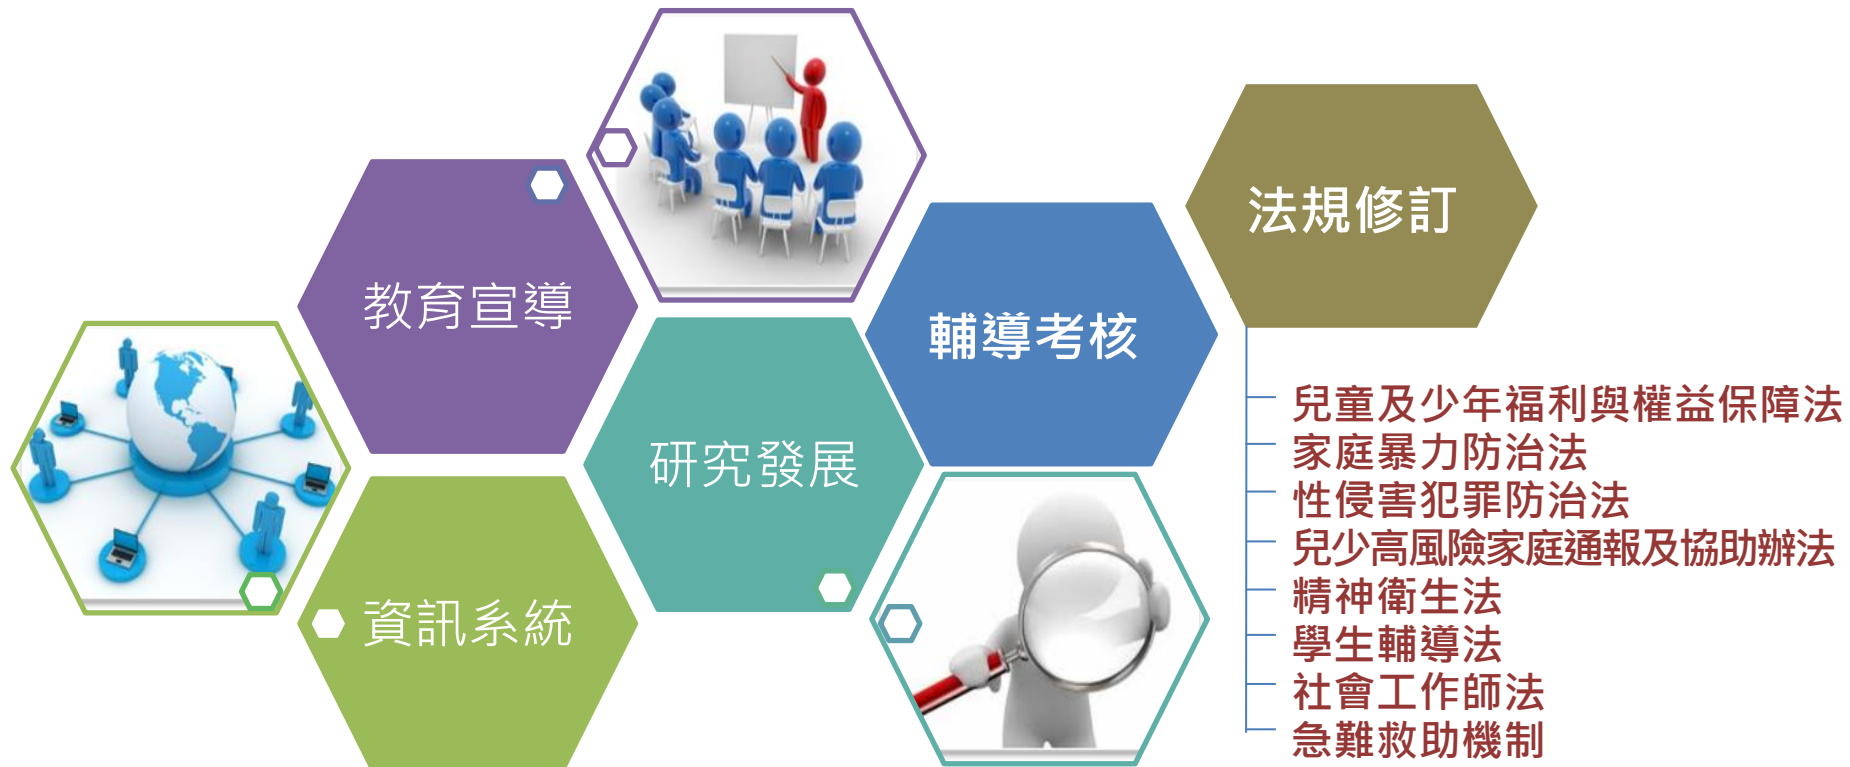 教育宣導
資訊系統
研究發展
輔導考核
法規修訂
兒童及少年福利與權益保障法
家庭暴力防治法
性侵害犯罪防治法
兒少高風險家庭通報及協助辦法
精神衛生法
學生輔導法
社會工作師法
急難救助機制